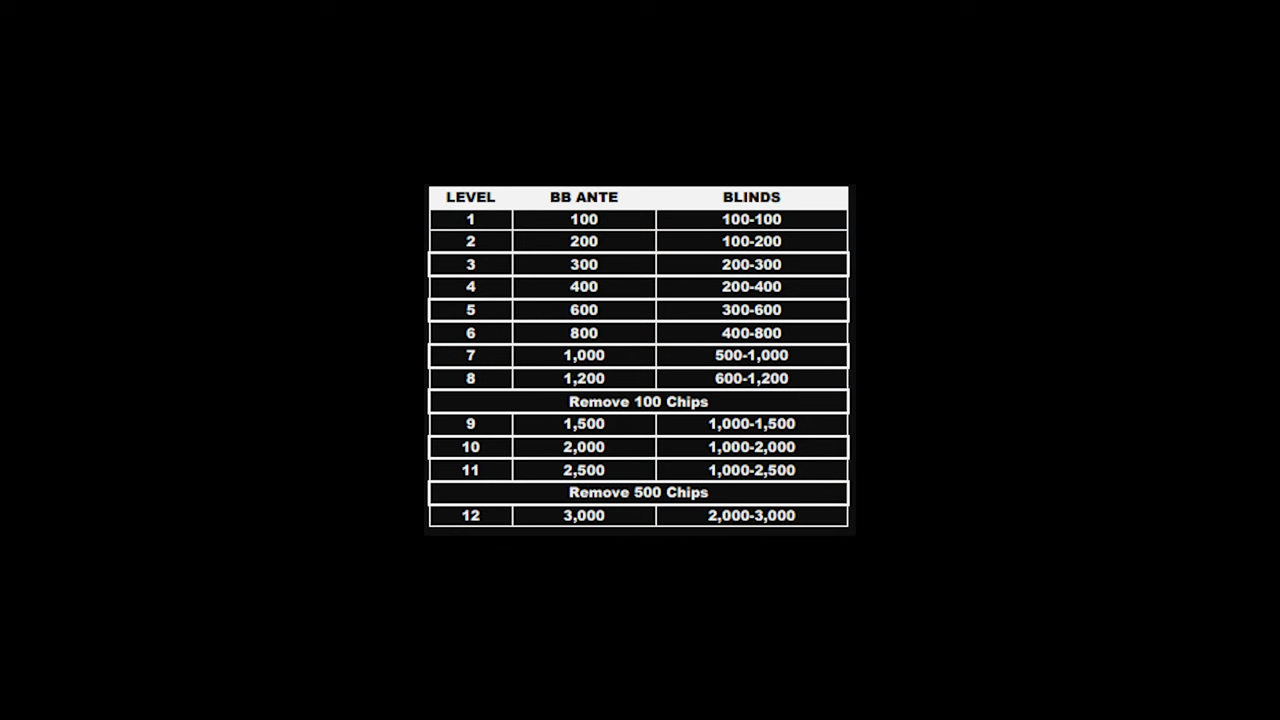 LEVEL BB ANTE BLINDS
1 100 100-100
2 200 100-200
3 300 200-300
4 400 200-400
5 600 300-600
6 800 400-800
7 1,000 500-1,000
8 1,200 600-1,200
Remove 100 Chips
9 1,500 1,000-1,500
10 2,000 1,000-2,000
11 2,500 1,000-2,500
Remove 500 Chips
12 3,000 2,000-3,000